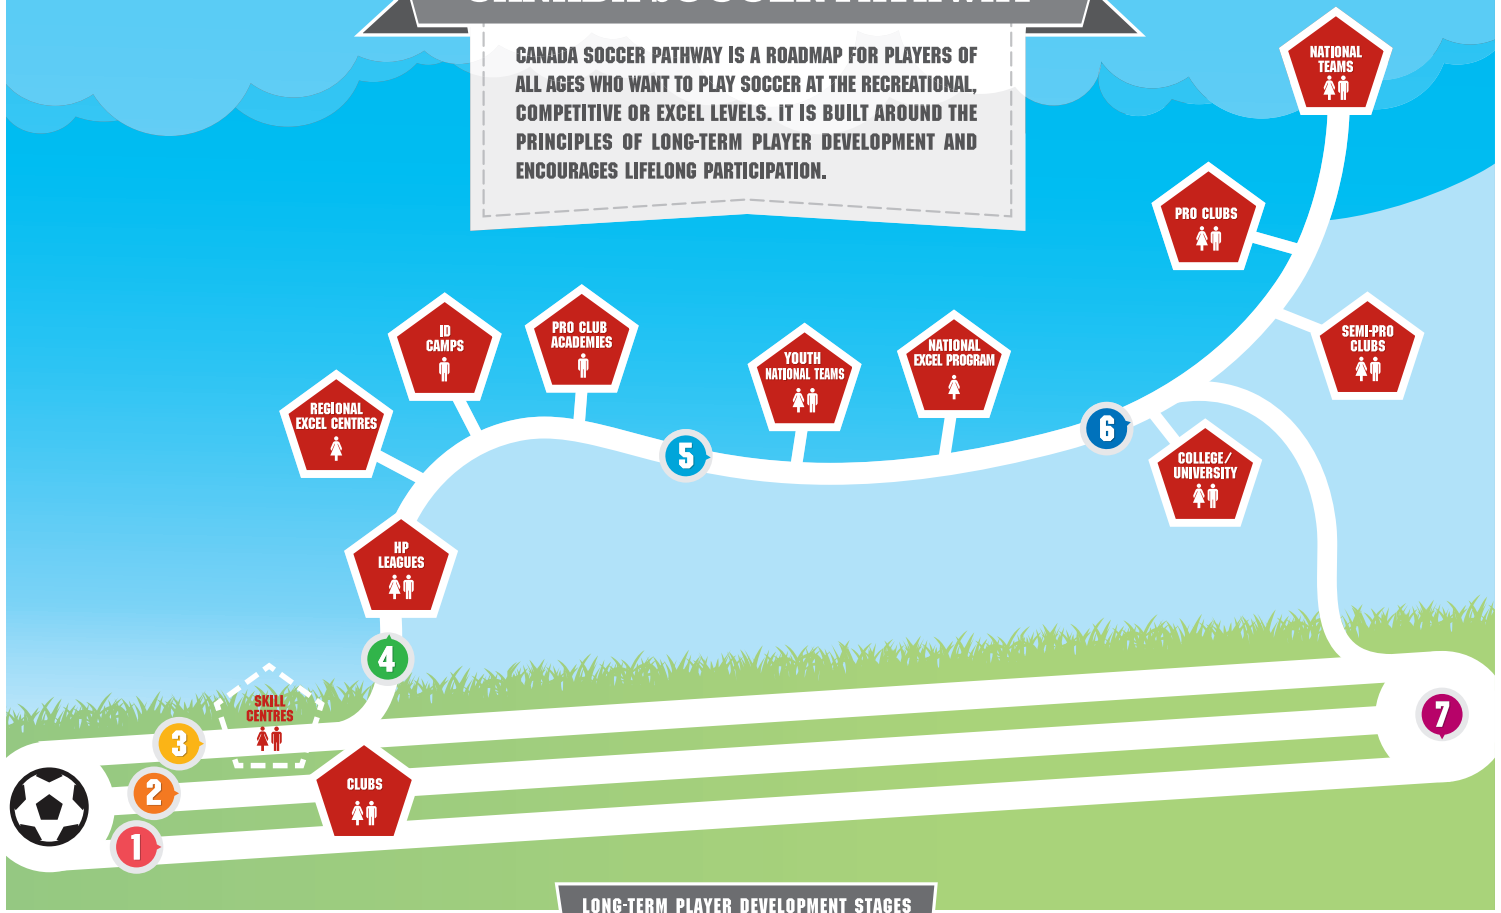 CANADA SOCCER PATHWAY IS A ROADMAP FOR PLAYERS OF
ALL AGES WHO WANT TO PLAY SOCCER AT THE RECREATIONAL,
COMPETITIVE OR EXCEL LEVELS. IT IS BUILT AROUND THE
PRINCIPLES OF LONG-TERM PLAYER DEVELOPMENT AND
ENCOURAGES LIFELONG PARTICIPATION.
NATIONAL
TEAMS
PRO CLUBS
SEMI-PRO
CLUBS
ID
CAMPS
PRO CLUB
ACADEMIES
YOUTH
NATIONAL TEAMS
NATIONAL
EXCEL PROGRAM
REGIONAL
EXCEL CENTRES
6
5
COLLEGE/
UNIVERSITY
HP
LEAGUES
4
SKILL
CENTRES
7
3
2
CLUBS
1
LONG-TERM PLAYER DEVELOPMENT STAGES